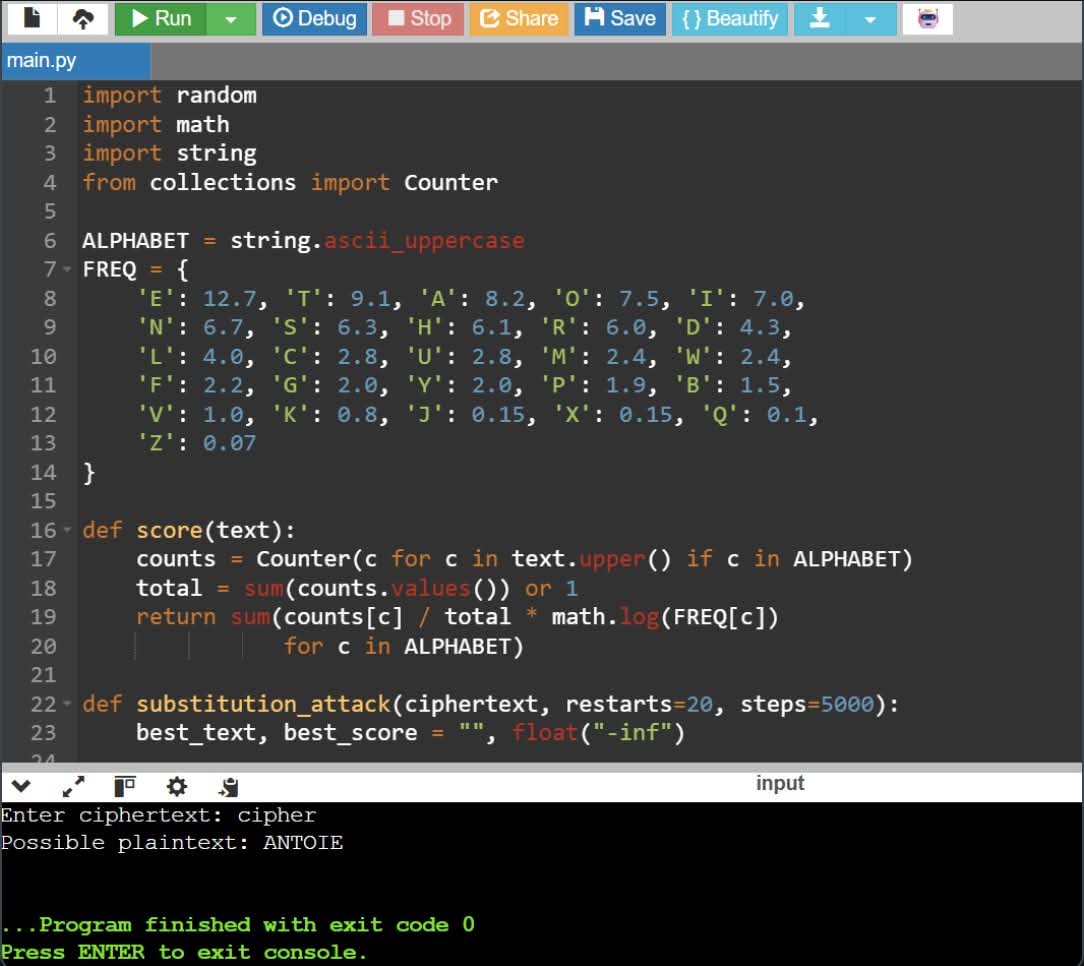 Run Debug Stop Share Save { } Beautify
main.py
1 import random
2 import math
3 import string
4 from collections import Counter
5
6 ALPHABET = string.ascii_uppercase
7 FREQ = {
8     'E': 12.7, 'T': 9.1, 'A': 8.2, 'O': 7.5, 'I': 7.0,
9     'N': 6.7, 'S': 6.3, 'H': 6.1, 'R': 6.0, 'D': 4.3,
10     'L': 4.0, 'C': 2.8, 'U': 2.8, 'M': 2.4, 'W': 2.4,
11     'F': 2.2, 'G': 2.0, 'Y': 2.0, 'P': 1.9, 'B': 1.5,
12     'V': 1.0, 'K': 0.8, 'J': 0.15, 'X': 0.15, 'Q': 0.1,
13     'Z': 0.07
14 }
15
16 def score(text):
17     counts = Counter(c for c in text.upper() if c in ALPHABET)
18     total = sum(counts.values()) or 1
19     return sum(counts[c] / total * math.log(FREQ[c])
20                for c in ALPHABET)
21
22 def substitution_attack(ciphertext, restarts=20, steps=5000):
23     best_text, best_score = "", float("-inf")
24
input
Enter ciphertext: cipher
Possible plaintext: ANTOIE
...Program finished with exit code 0
Press ENTER to exit console.